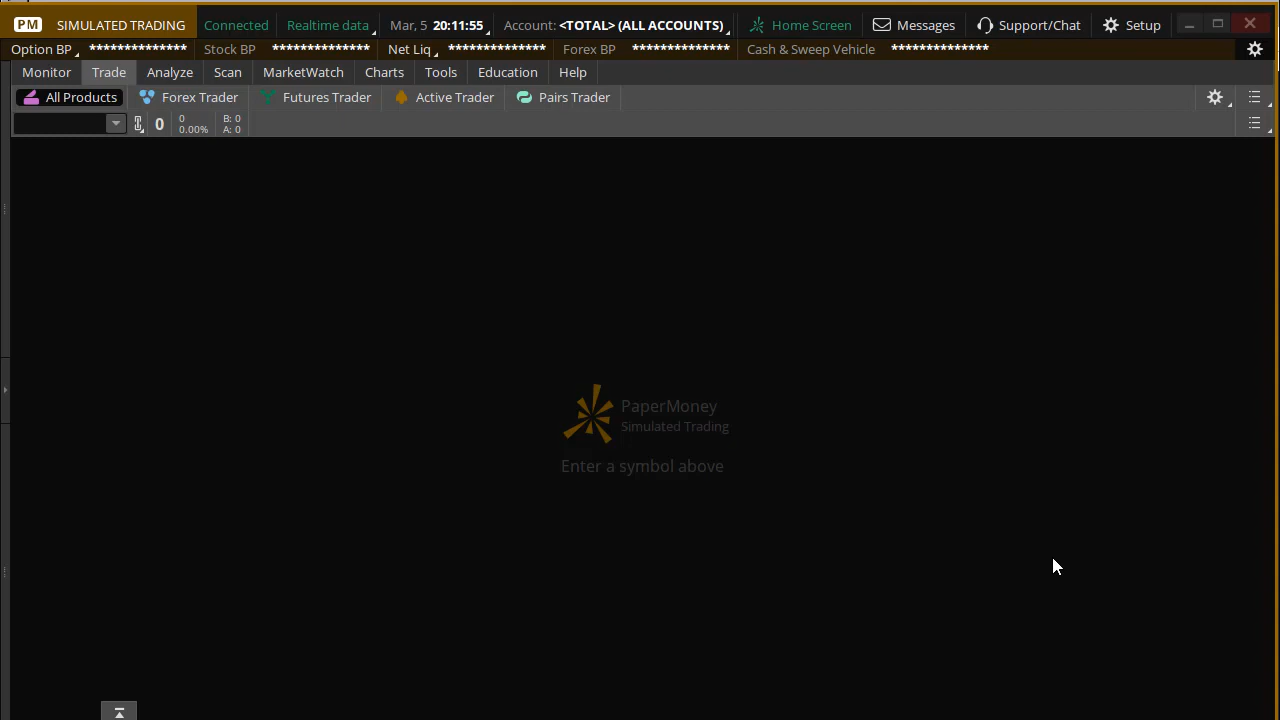 PM SIMULATED TRADING Connected Realtime data Mar, 5 20:11:55 Account: <TOTAL> (ALL ACCOUNTS) Home Screen Messages Support/Chat Setup
Option BP ************** Stock BP ************** Net Liq ************** Forex BP ************** Cash & Sweep Vehicle **************
Monitor Trade Analyze Scan MarketWatch Charts Tools Education Help
All Products Forex Trader Futures Trader Active Trader Pairs Trader
0 0 B: 0
0.00% A: 0
PaperMoney
Simulated Trading
Enter a symbol above